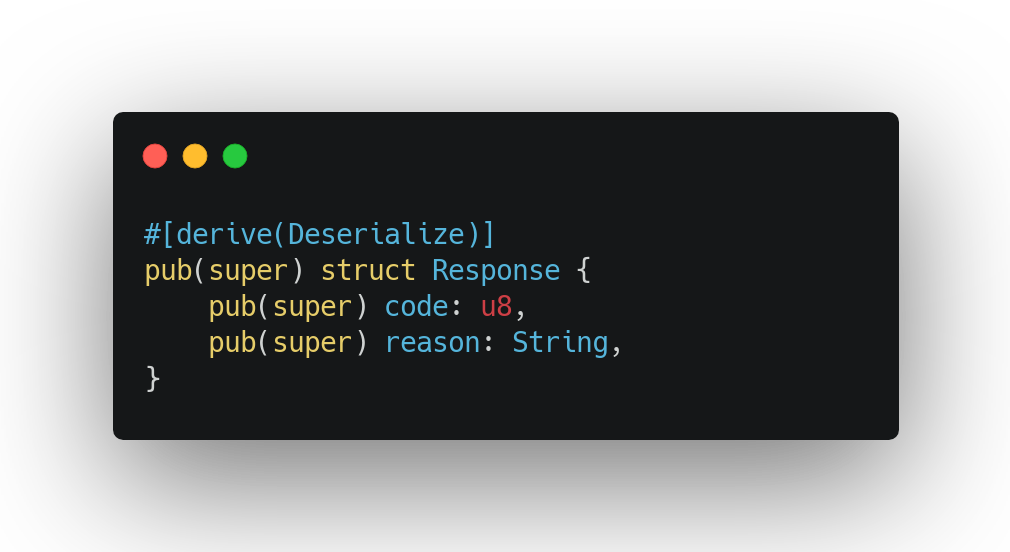 #[derive(Deserialize)]
pub(super) struct Response {
    pub(super) code: u8,
    pub(super) reason: String,
}